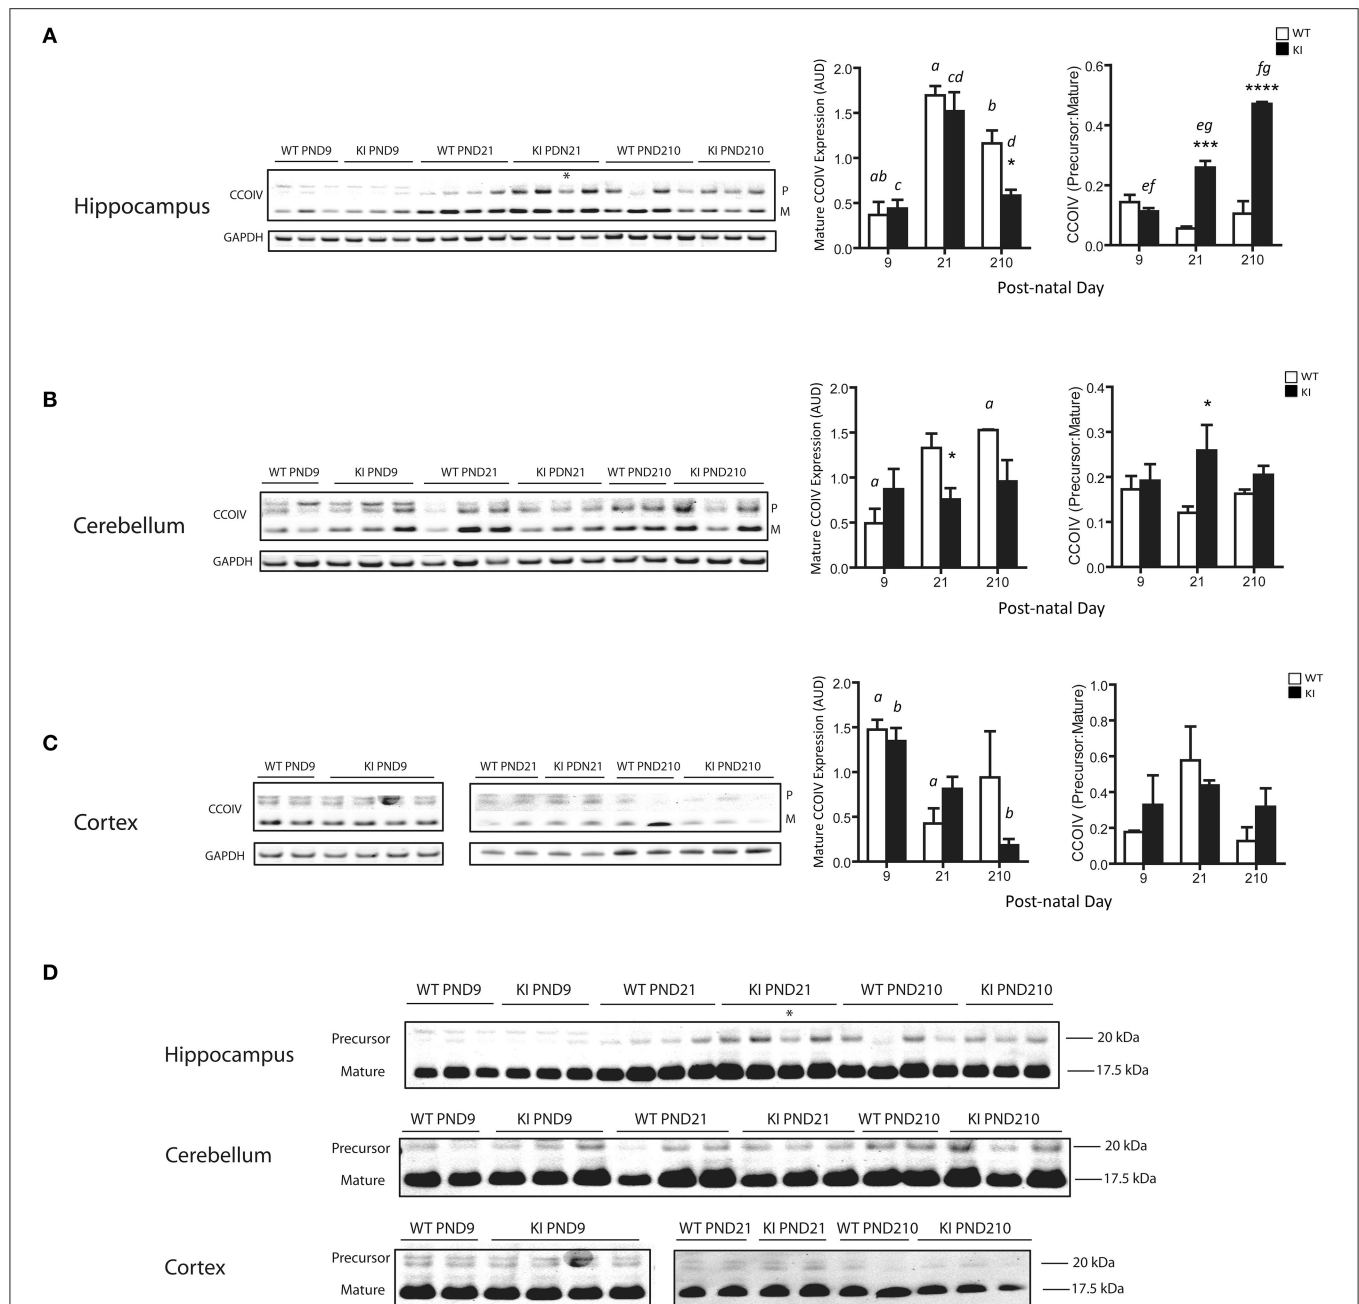 A
WT
KI
Hippocampus
WT PND9 KI PND9 WT PND21 KI PDN21 WT PND210 KI PND210
*
CCOIV
P
M
GAPDH
Mature CCOIV Expression (AUD)
2.0
1.5
1.0
0.5
0.0
ab c a cd b d
*
9 21 210
CCOIV (Precursor:Mature)
0.6
0.4
0.2
0.0
ef eg fg
*** ****
9 21 210
Post-natal Day
B
WT
KI
Cerebellum
WT PND9 KI PND9 WT PND21 KI PDN21 WT PND210 KI PND210
CCOIV
P
M
GAPDH
Mature CCOIV Expression (AUD)
2.0
1.5
1.0
0.5
0.0
a * a
9 21 210
CCOIV (Precursor:Mature)
0.4
0.3
0.2
0.1
0.0
*
9 21 210
Post-natal Day
C
WT
KI
Cortex
WT PND9 KI PND9 WT PND21 KI PDN21 WT PND210 KI PND210
CCOIV
P
M
GAPDH
Mature CCOIV Expression (AUD)
2.0
1.5
1.0
0.5
0.0
a b a b
9 21 210
CCOIV (Precursor:Mature)
1.0
0.8
0.6
0.4
0.2
0.0
9 21 210
Post-natal Day
D
WT PND9 KI PND9 WT PND21 KI PND21 WT PND210 KI PND210
*
Hippocampus
Precursor 20 kDa
Mature 17.5 kDa
WT PND9 KI PND9 WT PND21 KI PND21 WT PND210 KI PND210
Cerebellum
Precursor 20 kDa
Mature 17.5 kDa
WT PND9 KI PND9 WT PND21 KI PND21 WT PND210 KI PND210
Cortex
Precursor 20 kDa
Mature 17.5 kDa